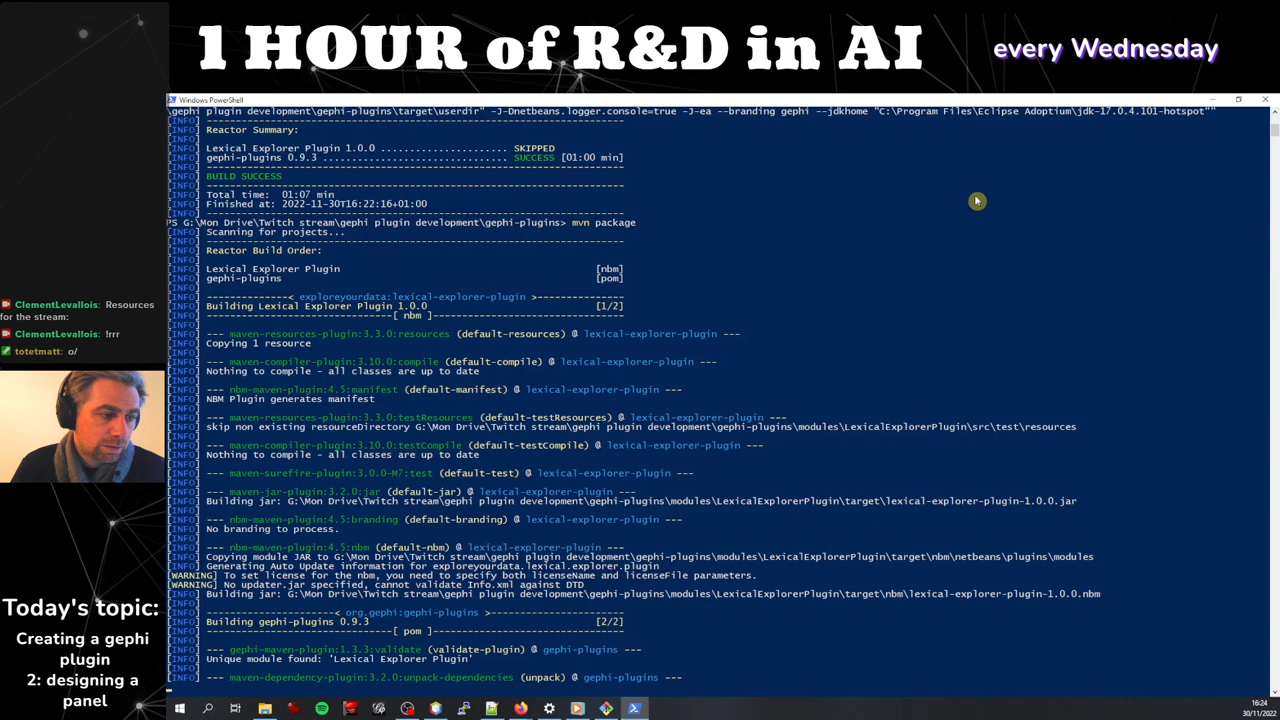 1 HOUR of R&D in AI
every Wednesday
Windows PowerShell
\gephi plugin development\gephi-plugins\target\userdir" -J-Dnetbeans.logger.console=true -J-ea --branding gephi --jdkhome "C:\Program Files\Eclipse Adoptium\jdk-17.0.4.101-hotspot""
[INFO] ------------------------------------------------------------------------
[INFO] Reactor Summary:
[INFO]
[INFO] Lexical Explorer Plugin 1.0.0 ...................... SKIPPED
[INFO] gephi-plugins 0.9.3 ................................ SUCCESS [01:00 min]
[INFO] ------------------------------------------------------------------------
[INFO] BUILD SUCCESS
[INFO] ------------------------------------------------------------------------
[INFO] Total time:  01:07 min
[INFO] Finished at: 2022-11-30T16:22:16+01:00
[INFO] ------------------------------------------------------------------------
PS G:\Mon Drive\Twitch stream\gephi plugin development\gephi-plugins> mvn package
[INFO] Scanning for projects...
[INFO] ------------------------------------------------------------------------
[INFO] Reactor Build Order:
[INFO]
[INFO] Lexical Explorer Plugin [nbm]
[INFO] gephi-plugins [pom]
[INFO]
[INFO] --------------< exploreyourdata:lexical-explorer-plugin >---------------
[INFO] Building Lexical Explorer Plugin 1.0.0 [1/2]
[INFO] --------------------------------[ nbm ]---------------------------------
[INFO]
[INFO] --- maven-resources-plugin:3.3.0:resources (default-resources) @ lexical-explorer-plugin ---
[INFO] Copying 1 resource
[INFO]
[INFO] --- maven-compiler-plugin:3.10.0:compile (default-compile) @ lexical-explorer-plugin ---
[INFO] Nothing to compile - all classes are up to date
[INFO]
[INFO] --- nbm-maven-plugin:4.5:manifest (default-manifest) @ lexical-explorer-plugin ---
[INFO] NBM Plugin generates manifest
[INFO]
[INFO] --- maven-resources-plugin:3.3.0:testResources (default-testResources) @ lexical-explorer-plugin ---
[INFO] skip non existing resourceDirectory G:\Mon Drive\Twitch stream\gephi plugin development\gephi-plugins\modules\LexicalExplorerPlugin\src\test\resources
[INFO]
[INFO] --- maven-compiler-plugin:3.10.0:testCompile (default-testCompile) @ lexical-explorer-plugin ---
[INFO] Nothing to compile - all classes are up to date
[INFO]
[INFO] --- maven-surefire-plugin:3.0.0-M7:test (default-test) @ lexical-explorer-plugin ---
[INFO]
[INFO] --- maven-jar-plugin:3.2.0:jar (default-jar) @ lexical-explorer-plugin ---
[INFO] Building jar: G:\Mon Drive\Twitch stream\gephi plugin development\gephi-plugins\modules\LexicalExplorerPlugin\target\lexical-explorer-plugin-1.0.0.jar
[INFO]
[INFO] --- nbm-maven-plugin:4.5:branding (default-branding) @ lexical-explorer-plugin ---
[INFO] No branding to process.
[INFO]
[INFO] --- nbm-maven-plugin:4.5:nbm (default-nbm) @ lexical-explorer-plugin ---
[INFO] Copying module JAR to G:\Mon Drive\Twitch stream\gephi plugin development\gephi-plugins\modules\LexicalExplorerPlugin\target\nbm\netbeans\plugins\modules
[INFO] Generating Auto Update information for exploreyourdata.lexical.explorer.plugin
[WARNING] To set license for the nbm, you need to specify both licenseName and licenseFile parameters.
[WARNING] No updater.jar specified, cannot validate Info.xml against DTD
[INFO] Building jar: G:\Mon Drive\Twitch stream\gephi plugin development\gephi-plugins\modules\LexicalExplorerPlugin\target\nbm\lexical-explorer-plugin-1.0.0.nbm
[INFO]
[INFO] ----------------------< org.gephi:gephi-plugins >-----------------------
[INFO] Building gephi-plugins 0.9.3 [2/2]
[INFO] --------------------------------[ pom ]---------------------------------
[INFO]
[INFO] --- gephi-maven-plugin:1.3.3:validate (validate-plugin) @ gephi-plugins ---
[INFO] Unique module found: 'Lexical Explorer Plugin'
[INFO]
[INFO] --- maven-dependency-plugin:3.2.0:unpack-dependencies (unpack) @ gephi-plugins ---
ClementLevallois: Resources
for the stream:
ClementLevallois: !rrr
totetmatt: o/
Today's topic:
Creating a gephi
plugin
2: designing a
panel
16:24
30/11/2022